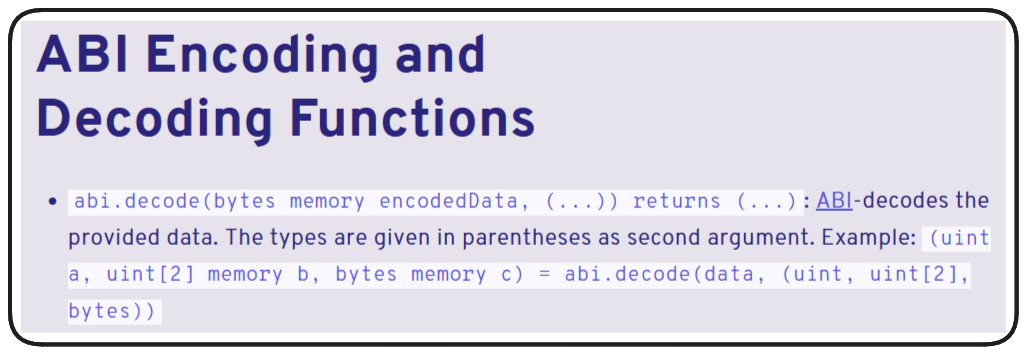 ABI Encoding and
Decoding Functions
• abi.decode(bytes memory encodedData, (...)) returns (...): ABI-decodes the
provided data. The types are given in parentheses as second argument. Example: (uint
a, uint[2] memory b, bytes memory c) = abi.decode(data, (uint, uint[2],
bytes))